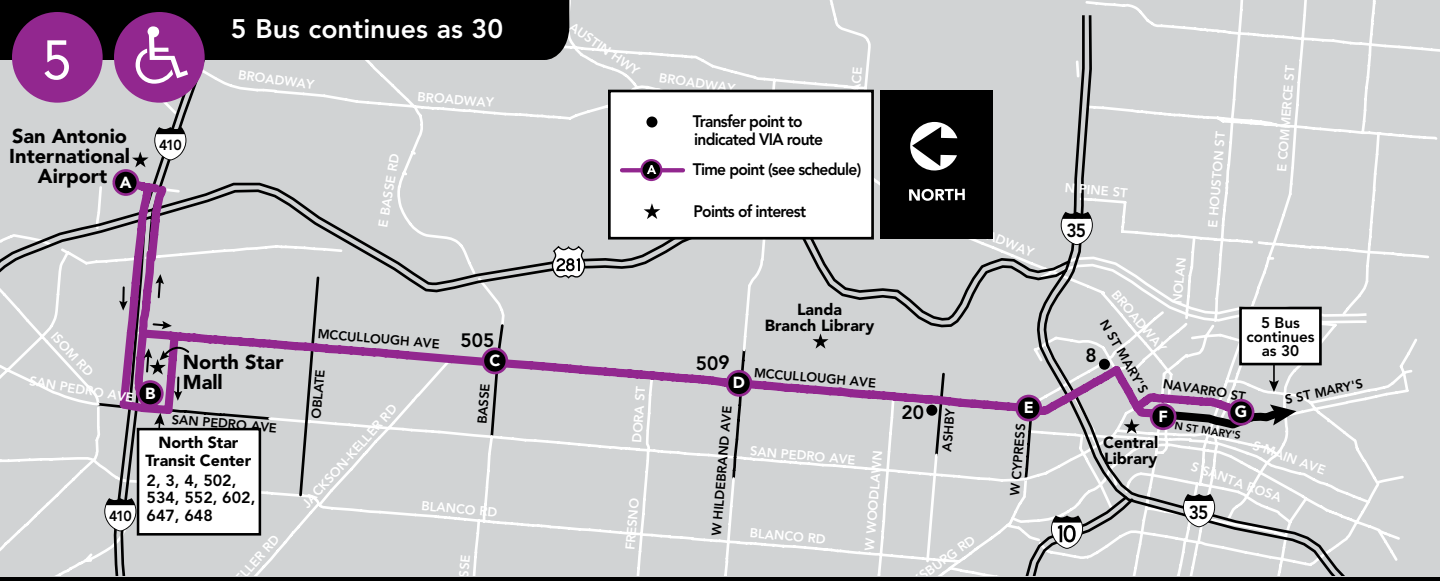 5
5 Bus continues as 30
AUSTIN HWY
BROADWAY
BROADWAY
BROADWAY
San Antonio
International
Airport
A
410
E BASSE RD
Transfer point to
indicated VIA route
A
Time point (see schedule)
Points of interest
NORTH
N PINE ST
E HOUSTON ST
E COMMERCE ST
35
281
NOLAN
BROADWAY
ISOM RD
SAN PEDRO AVE
North Star
Mall
B
SAN PEDRO AVE
OBLATE
MCCULLOUGH AVE
505
C
BASSE
Landa
Branch Library
509
D
MCCULLOUGH AVE
20
ASHBY
E
W CYPRESS
8
N ST MARY'S
NAVARRO ST
F
G
N ST MARY'S
5 Bus
continues
as 30
S ST MARY'S
Central
Library
S MAIN AVE
S SANTA ROSA
North Star
Transit Center
2, 3, 4, 502,
534, 552, 602,
647, 648
410
JACKSON-KELLER RD
DORA ST
W HILDEBRAND AVE
SAN PEDRO AVE
W WOODLAWN
BLANCO RD
FRESNO
BLANCO RD
10
35